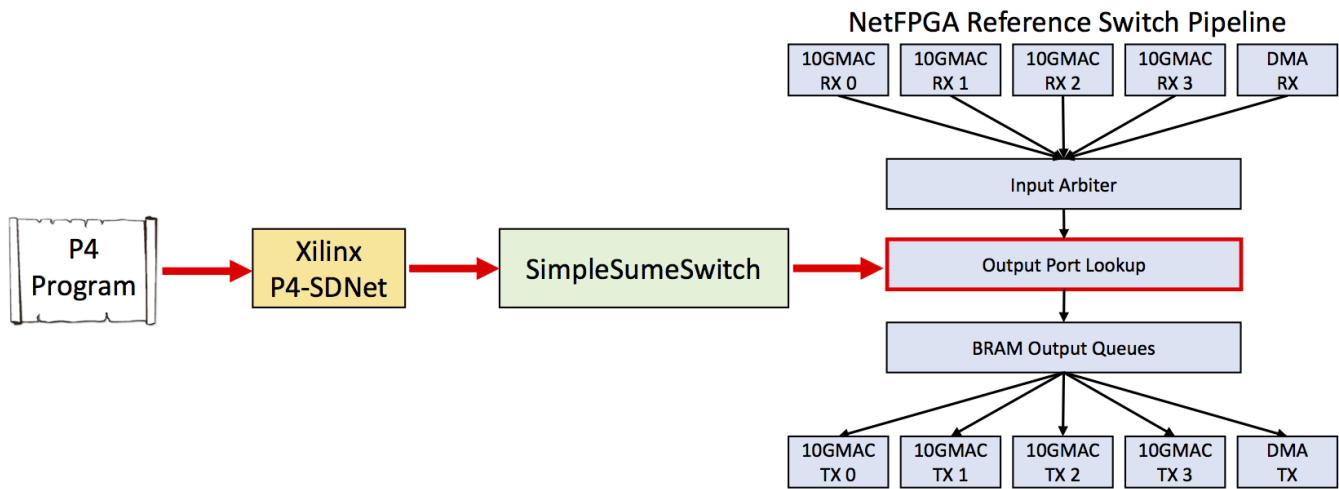 NetFPGA Reference Switch Pipeline
10GMAC
RX 0
10GMAC
RX 1
10GMAC
RX 2
10GMAC
RX 3
DMA
RX
Input Arbiter
P4
Program
Xilinx
P4-SDNet
SimpleSumeSwitch
Output Port Lookup
BRAM Output Queues
10GMAC
TX 0
10GMAC
TX 1
10GMAC
TX 2
10GMAC
TX 3
DMA
TX